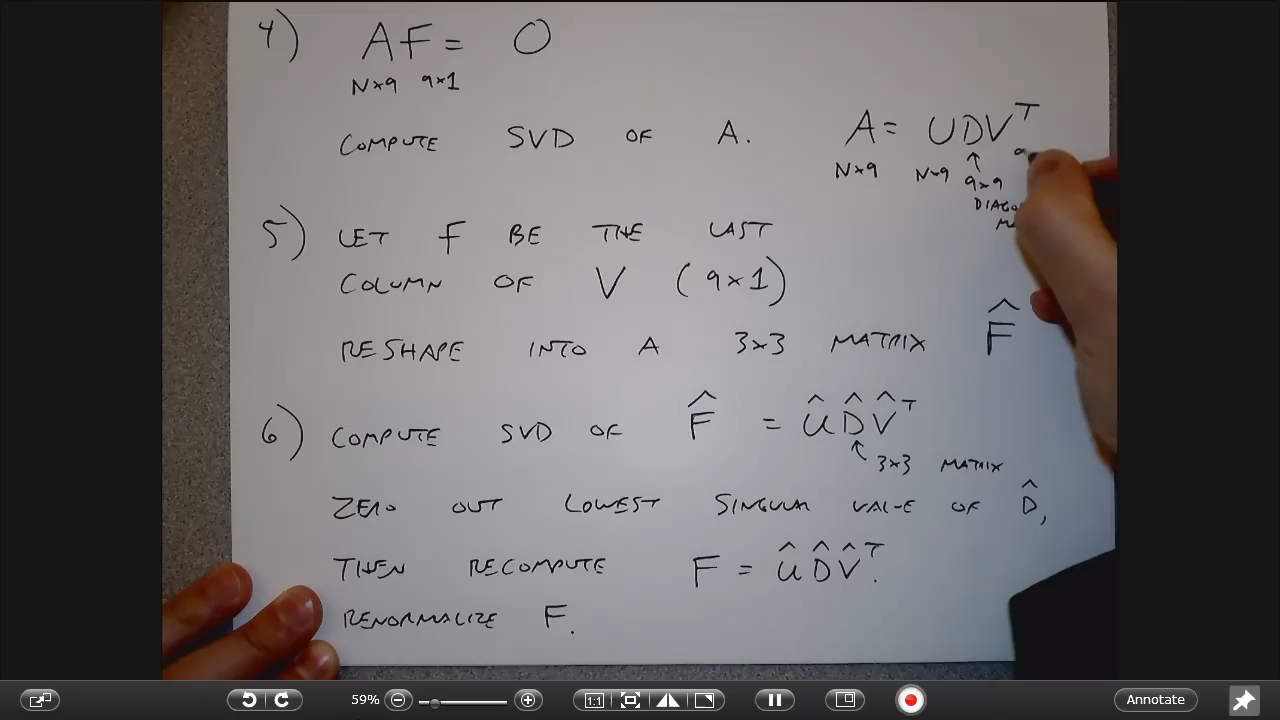 4) AF = 0
N×9 9×1
A = UDV^T
COMPUTE SVD OF A.
N×9 N×9 9×9
5) LET f BE THE LAST
COLUMN OF V (9×1)
RESHAPE INTO A 3×3 MATRIX F̂
6) COMPUTE SVD OF F̂ = ÛD̂V̂^T
3×3 MATRIX
ZERO OUT LOWEST SINGULAR VALUE OF D̂,
THEN RECOMPUTE F = ÛD̂V̂^T.
RENORMALIZE F.
59% 1:1 Annotate